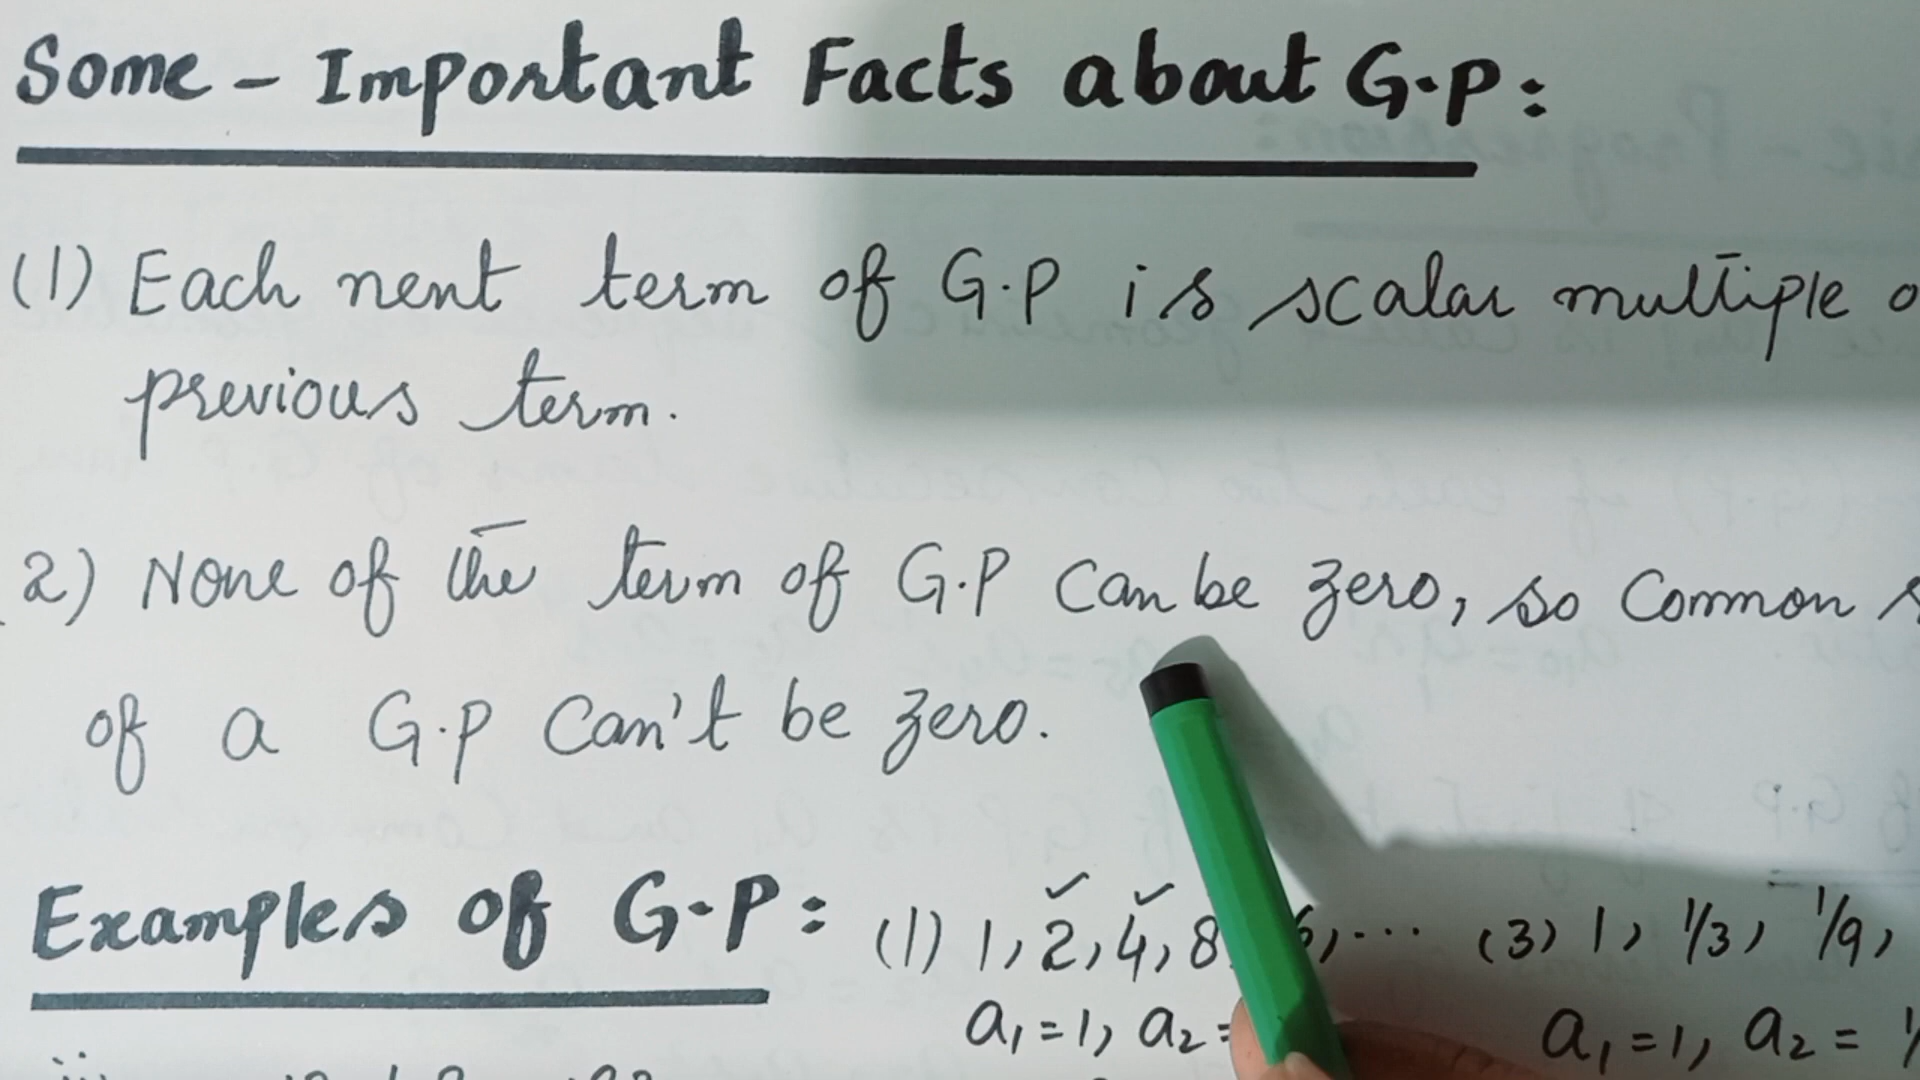 Some - Important Facts about G.P:
(1) Each nent term of G.P is scalar multiple
previous term.
2) None of the term of G.P can be zero, so Common
of a G.P Can't be zero.
Examples of G.P: (1) 1, 2, 4, 8 6, ... (3) 1, 1/3, 1/9,
a₁ = 1, a₂ = a₁ = 1, a₂ =